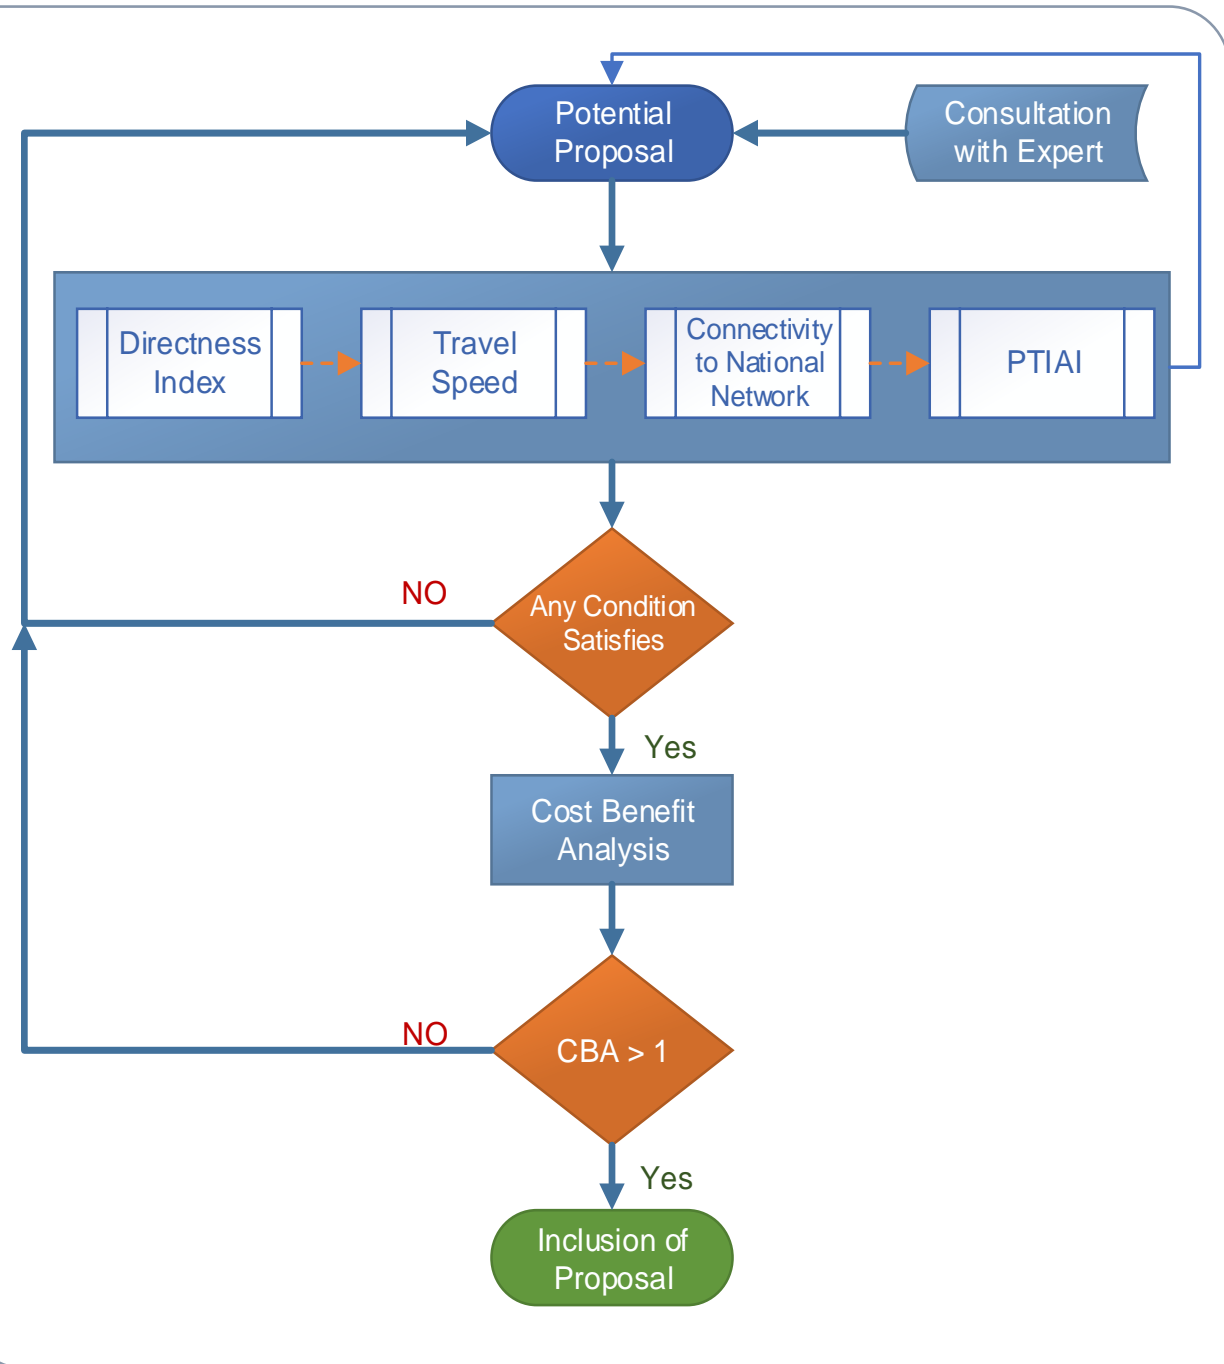 Potential
Proposal
Consultation
with Expert
Directness
Index
Travel
Speed
Connectivity
to National
Network
PTIAI
NO
Any Condition
Satisfies
Yes
Cost Benefit
Analysis
NO
CBA > 1
Yes
Inclusion of
Proposal